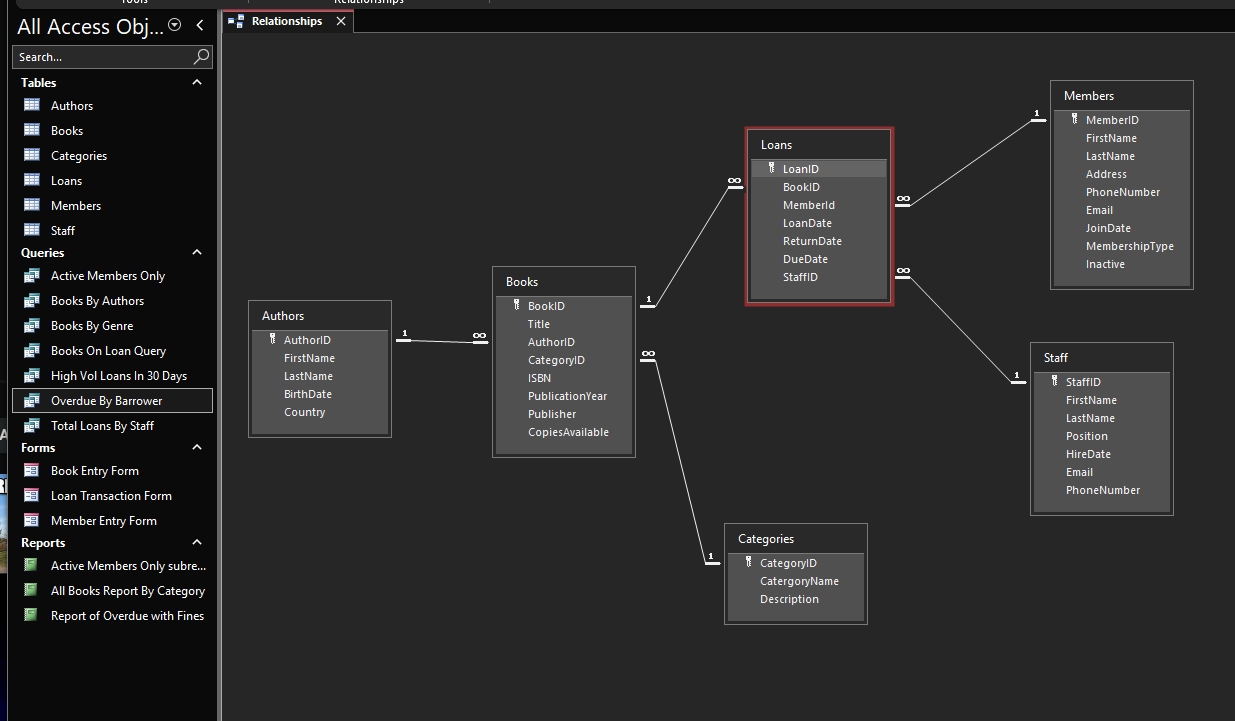 Tools
Relationships
All Access Obj...
Search...
Tables
Authors
Books
Categories
Loans
Members
Staff
Queries
Active Members Only
Books By Authors
Books By Genre
Books On Loan Query
High Vol Loans In 30 Days
Overdue By Barrower
Total Loans By Staff
Forms
Book Entry Form
Loan Transaction Form
Member Entry Form
Reports
Active Members Only subre...
All Books Report By Category
Report of Overdue with Fines
Relationships
Authors
AuthorID
FirstName
LastName
BirthDate
Country
1
∞
Books
BookID
Title
AuthorID
CategoryID
ISBN
PublicationYear
Publisher
CopiesAvailable
1
∞
∞
1
Loans
LoanID
BookID
MemberId
LoanDate
ReturnDate
DueDate
StaffID
∞
1
∞
1
Members
MemberID
FirstName
LastName
Address
PhoneNumber
Email
JoinDate
MembershipType
Inactive
Staff
StaffID
FirstName
LastName
Position
HireDate
Email
PhoneNumber
Categories
CategoryID
CatergoryName
Description